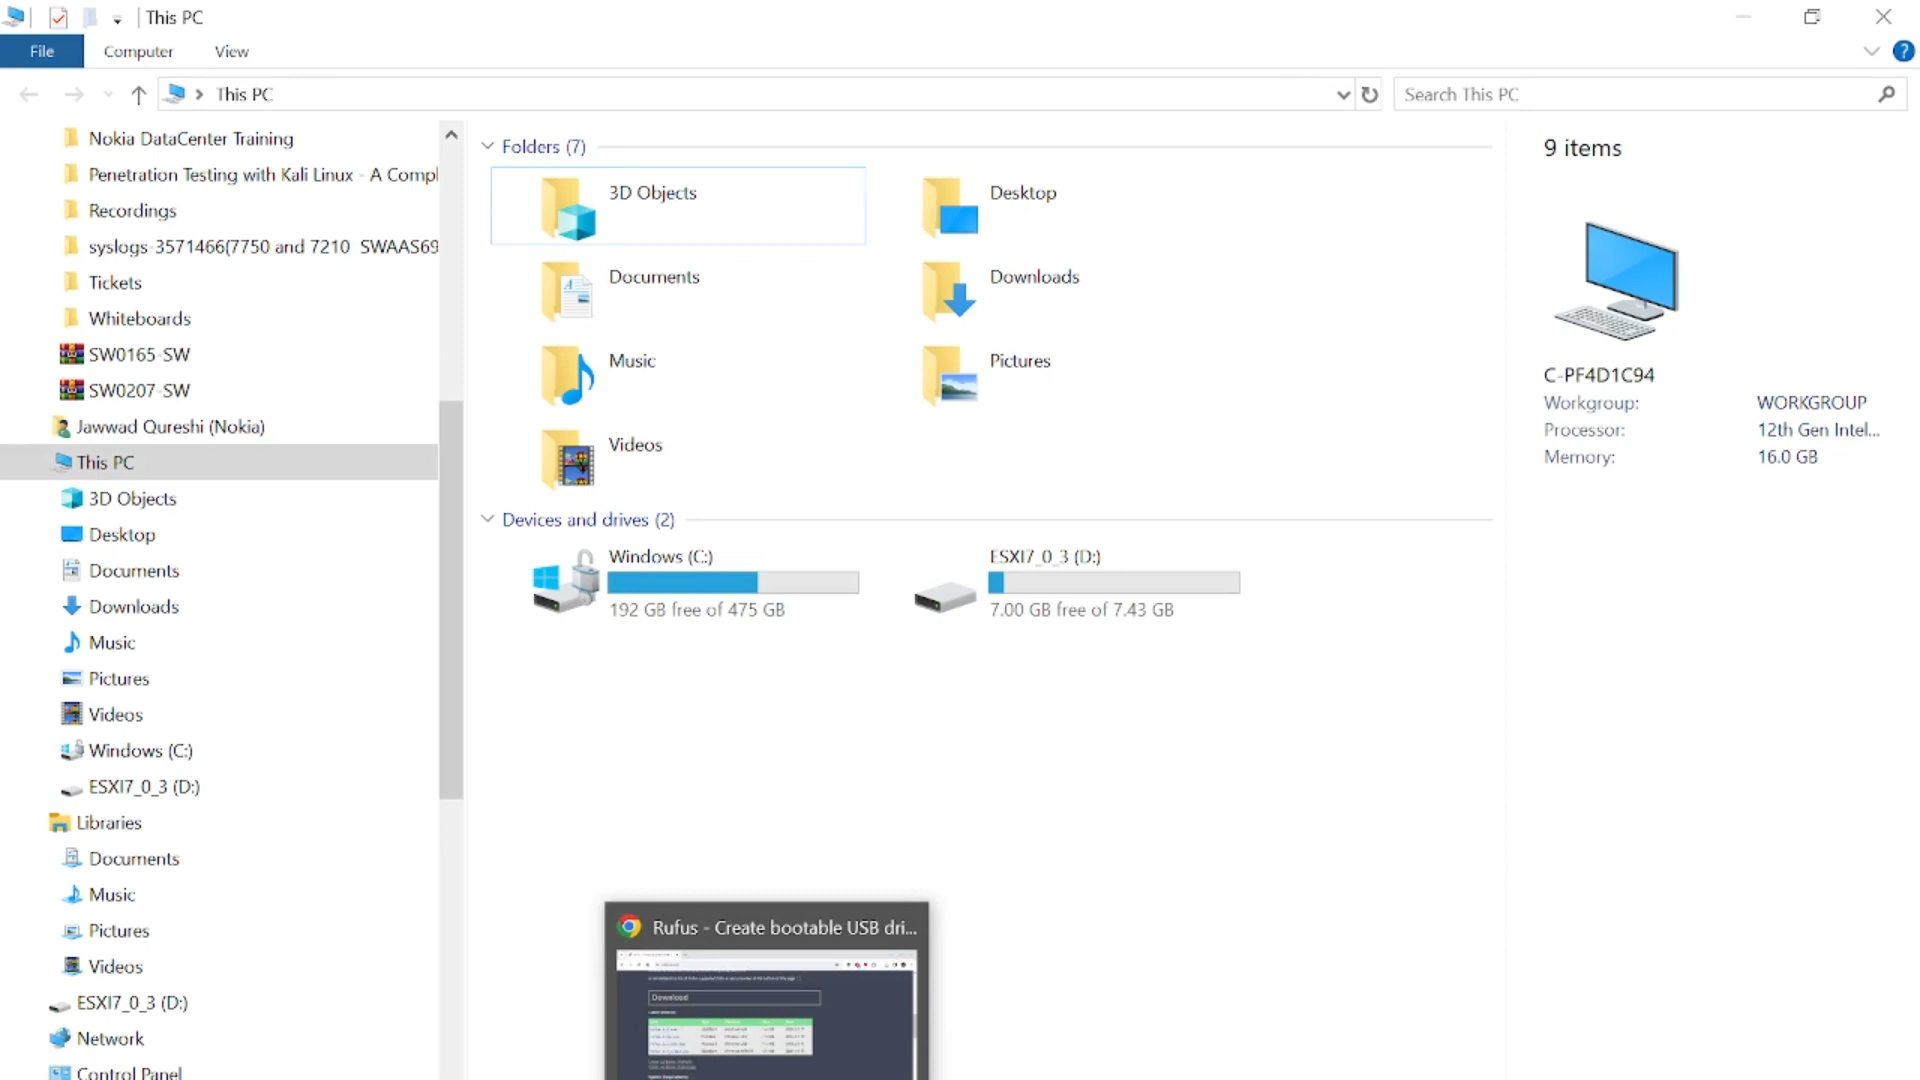 This PC
File
Computer
View
?
This PC
Search This PC
Nokia DataCenter Training
Penetration Testing with Kali Linux - A Compl
Recordings
syslogs-3571466(7750 and 7210 SWAAS69
Tickets
Whiteboards
SW0165-SW
SW0207-SW
Jawwad Qureshi (Nokia)
This PC
3D Objects
Desktop
Documents
Downloads
Music
Pictures
Videos
Windows (C:)
ESXI7_0_3 (D:)
Libraries
Documents
Music
Pictures
Videos
ESXI7_0_3 (D:)
Network
Control Panel
Folders (7)
3D Objects
Desktop
Documents
Downloads
Music
Pictures
Videos
Devices and drives (2)
Windows (C:)
192 GB free of 475 GB
ESXI7_0_3 (D:)
7.00 GB free of 7.43 GB
9 items
C-PF4D1C94
Workgroup: WORKGROUP
Processor: 12th Gen Intel...
Memory: 16.0 GB
Rufus - Create bootable USB dri...
Download